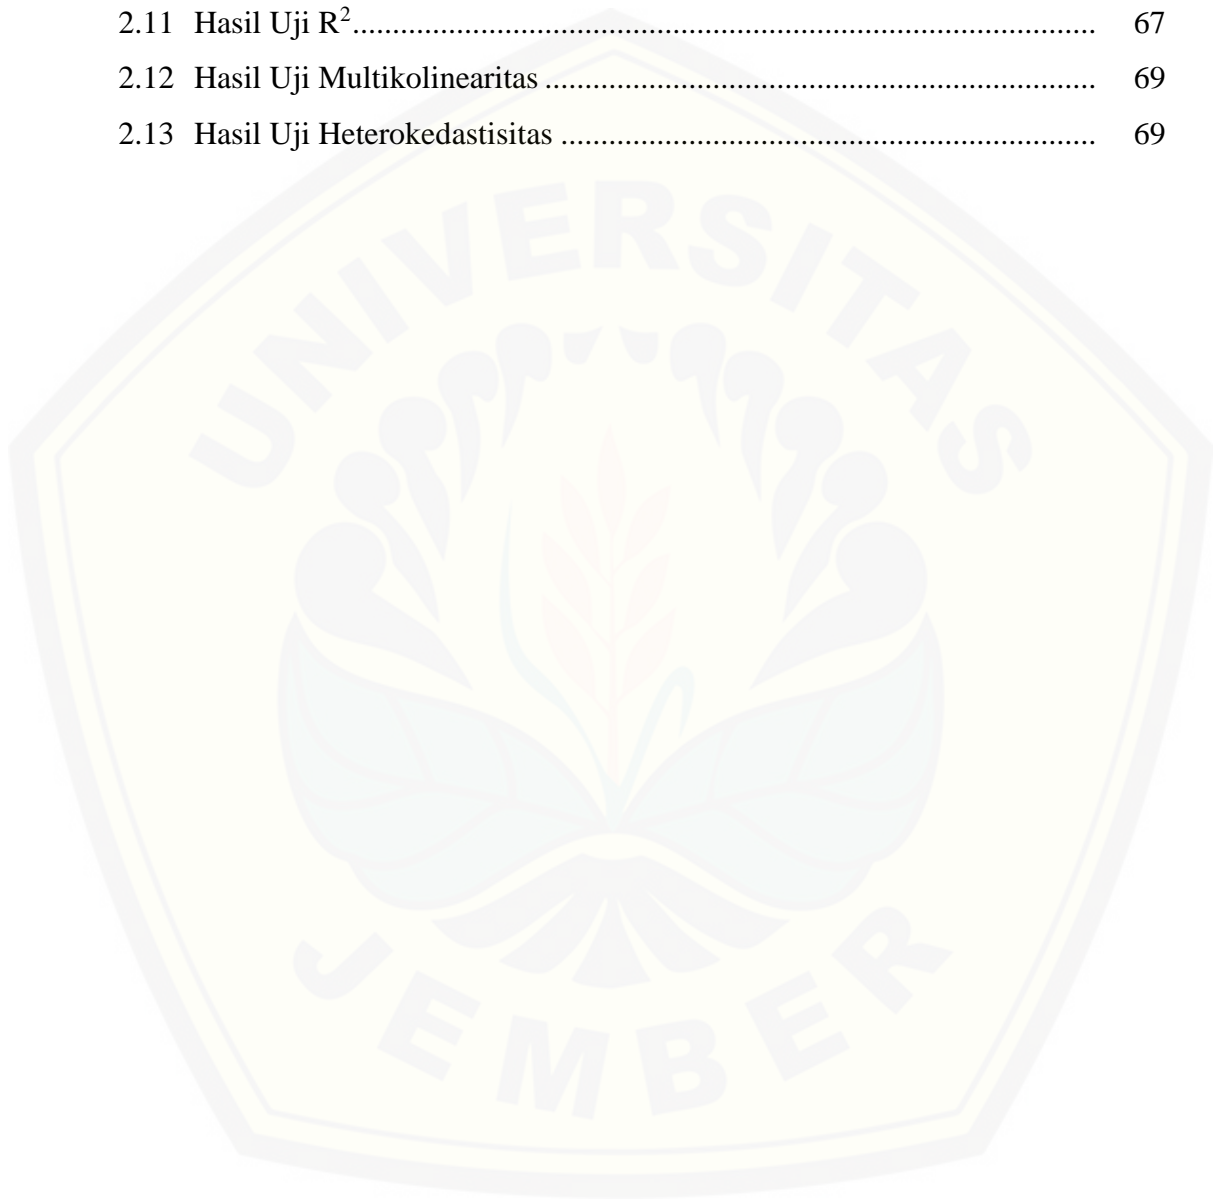 2.11 Hasil Uji R²............................................................................................ 67
2.12 Hasil Uji Multikolinearitas .................................................................... 69
2.13 Hasil Uji Heterokedastisitas .................................................................. 69
UNIVERSITAS
JEMBER